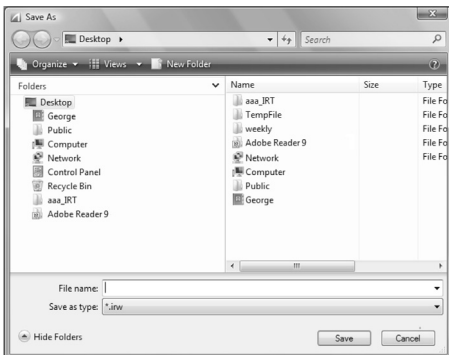 Save As
Desktop
Search
Organize Views New Folder
Folders
Desktop
George
Public
Computer
Network
Control Panel
Recycle Bin
aaa_IRT
Adobe Reader 9
Name Size Type
aaa_IRT File Fo
TempFile File Fo
weekly File Fo
Adobe Reader 9 File Fo
Network File Fo
Computer
Public
George
File name:
Save as type: *.irw
Hide Folders
Save Cancel